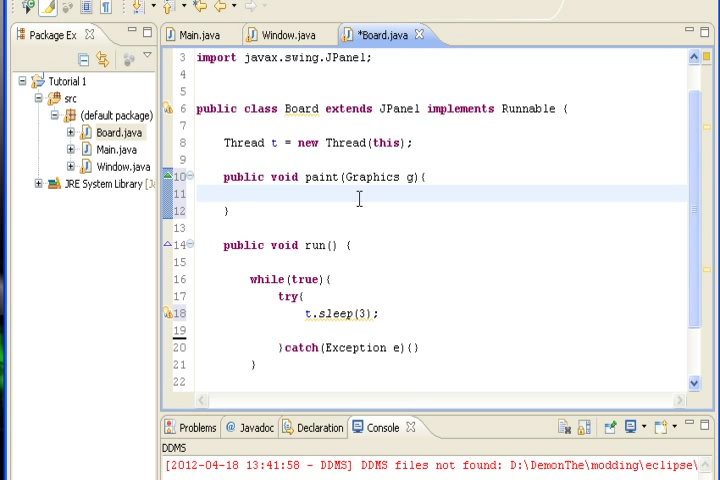 Package Ex
Main.java
Window.java
*Board.java
Tutorial 1
src
(default package)
Board.java
Main.java
Window.java
JRE System Library [Ja
3 import javax.swing.JPanel;
4
5
6 public class Board extends JPanel implements Runnable {
7
8 Thread t = new Thread(this);
9
10 public void paint(Graphics g){
11
12 }
13
14 public void run() {
15
16 while(true){
17 try{
18 t.sleep(3);
19
20 }catch(Exception e){}
21 }
22
Problems @ Javadoc Declaration Console
DDMS
[2012-04-18 13:41:58 - DDMS] DDMS files not found: D:\DemonThe\modding\eclipse\